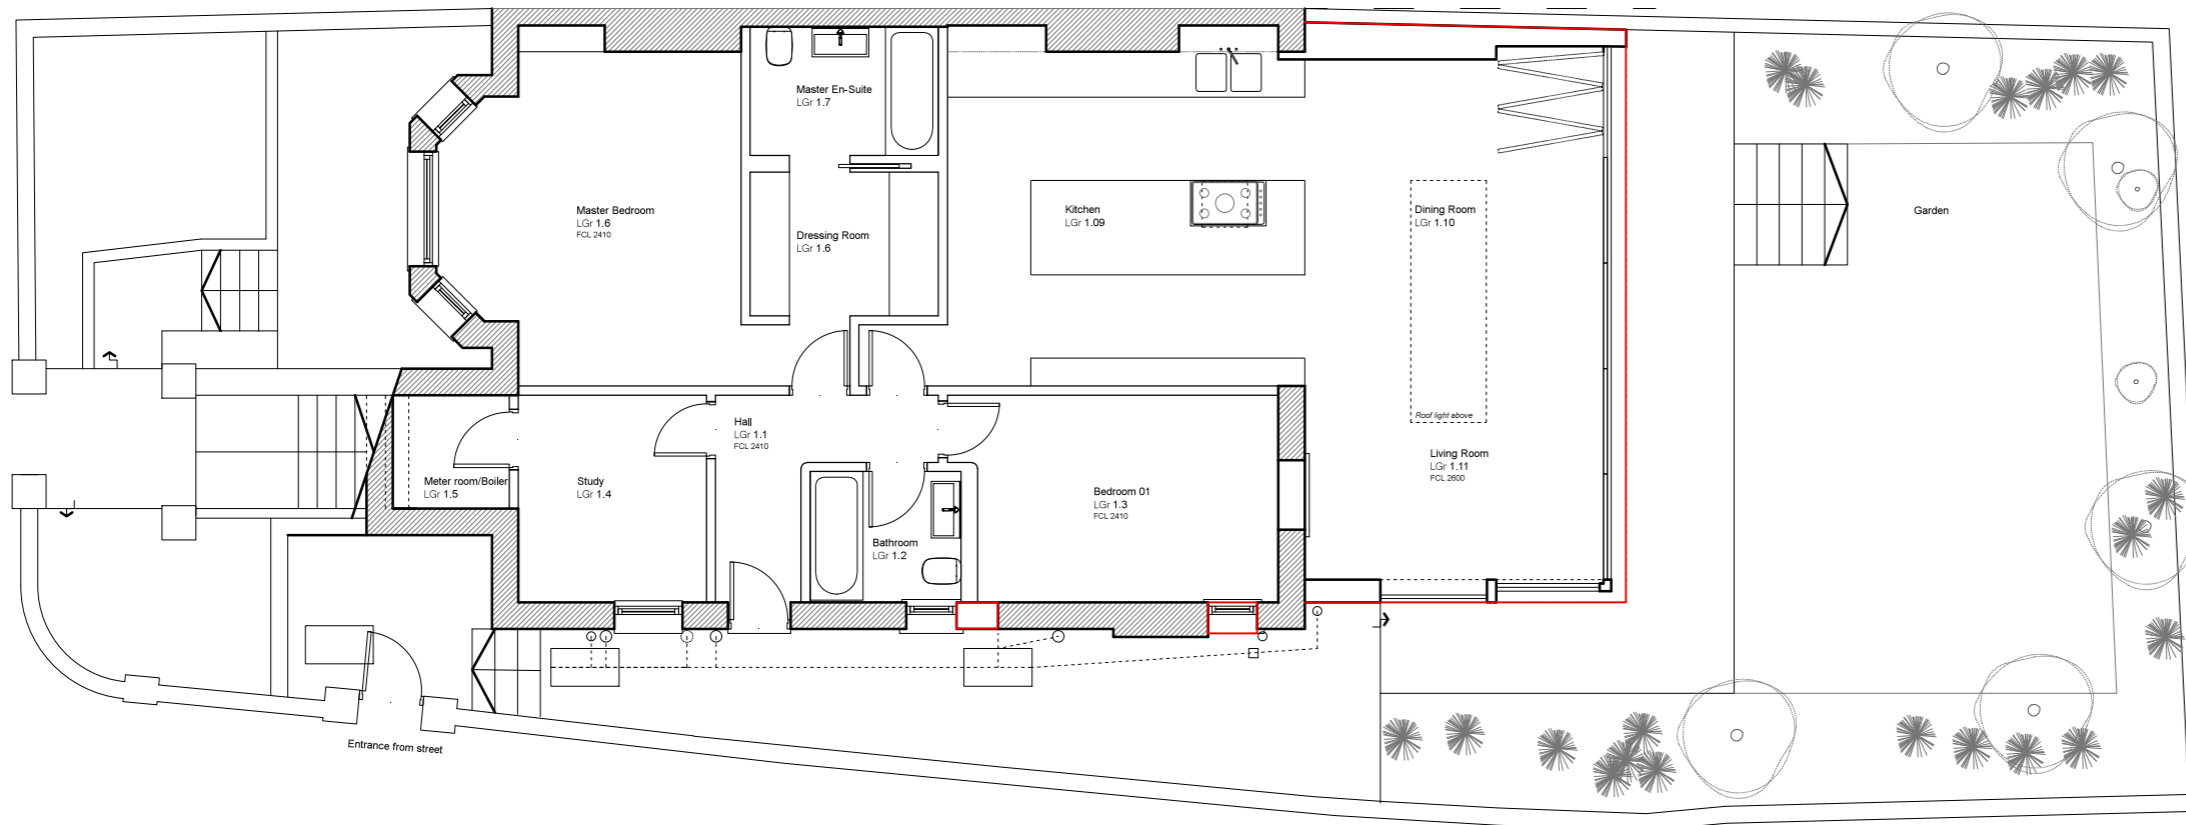 Master En-Suite
LGr 1.7
Master Bedroom
LGr 1.6
FCL 2410
Dressing Room
LGr 1.6
Kitchen
LGr 1.09
Dining Room
LGr 1.10
Garden
Roof light above
Hall
LGr 1.1
FCL 2410
Living Room
LGr 1.11
FCL 2600
Meter room/Boiler
LGr 1.5
Study
LGr 1.4
Bedroom 01
LGr 1.3
FCL 2410
Bathroom
LGr 1.2
Entrance from street